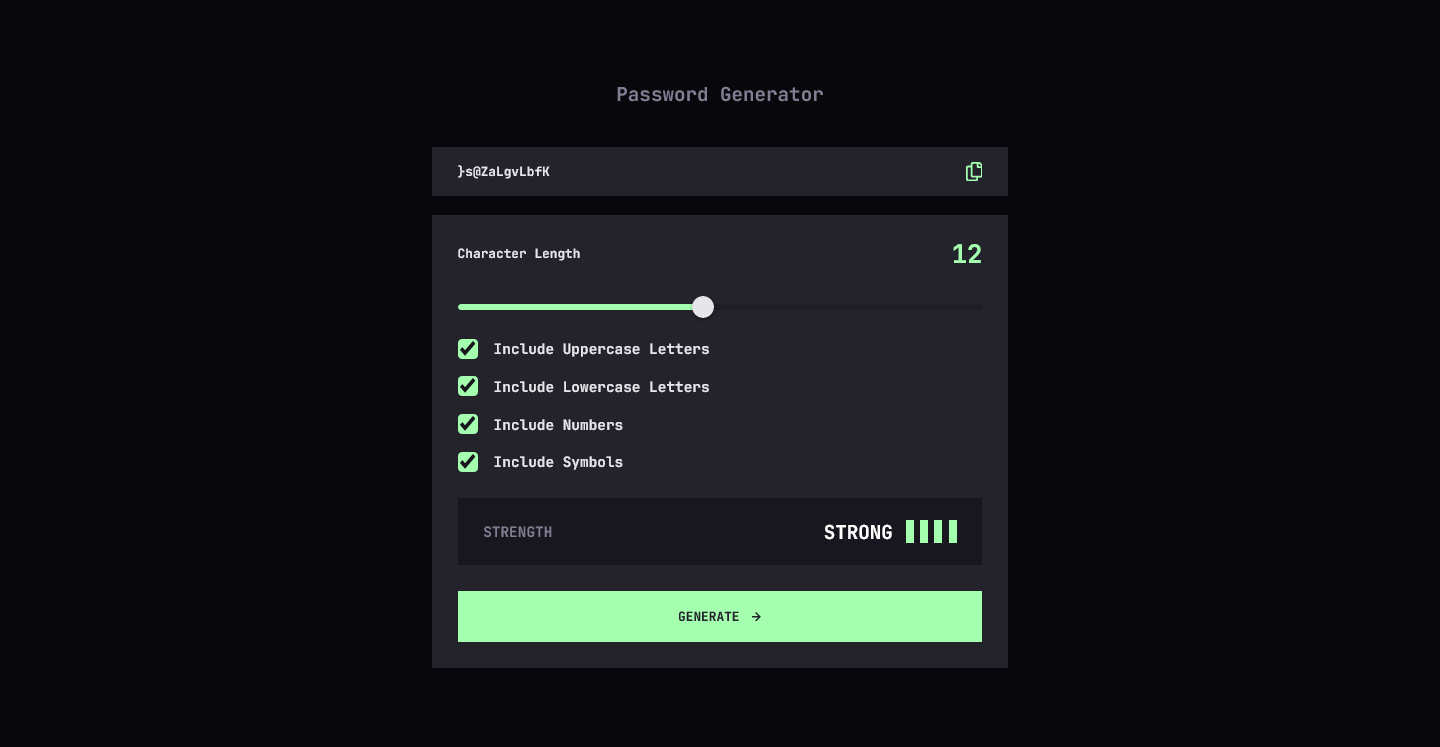 Password Generator
}s@ZaLgvLbfK
Character Length
12
Include Uppercase Letters
Include Lowercase Letters
Include Numbers
Include Symbols
STRENGTH
STRONG
GENERATE →